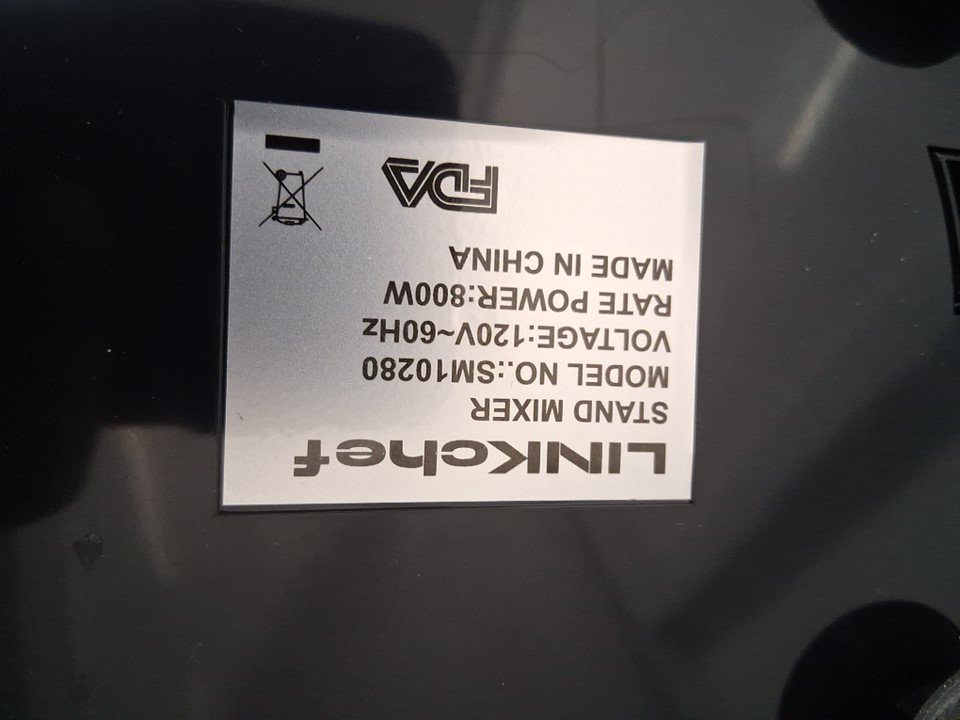 LINKchef
STAND MIXER
MODEL NO.:SM10280
VOLTAGE:120V~60Hz
RATE POWER:800W
MADE IN CHINA
FDA